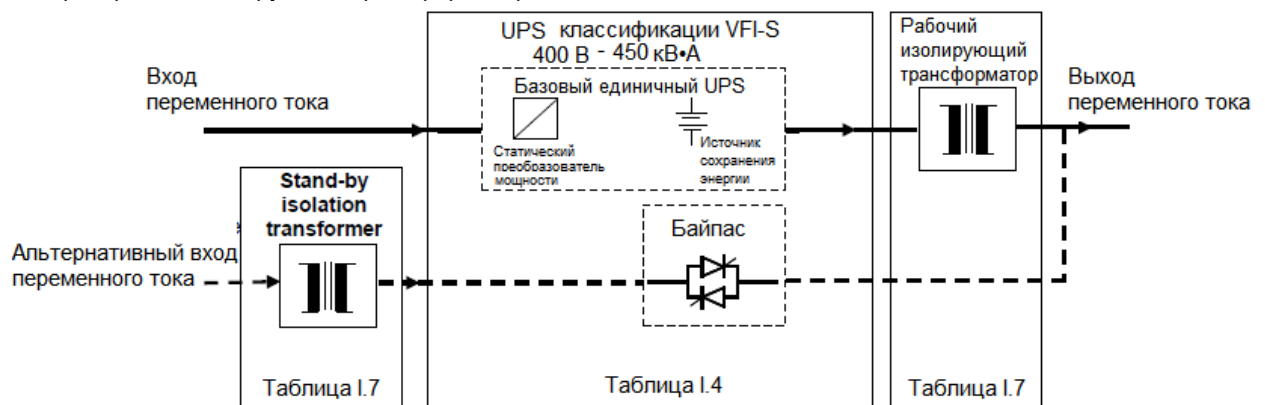 UPS классификации VFI-S
400 В - 450 кВ•А
Рабочий
изолирующий
трансформатор
Вход
переменного тока
Базовый единичный UPS
Статический
преобразователь
мощности
Источник
сохранения
энергии
Выход
переменного тока
Stand-by
isolation
transformer
Альтернативный вход
переменного тока
Байпас
Таблица I.7
Таблица I.4
Таблица I.7